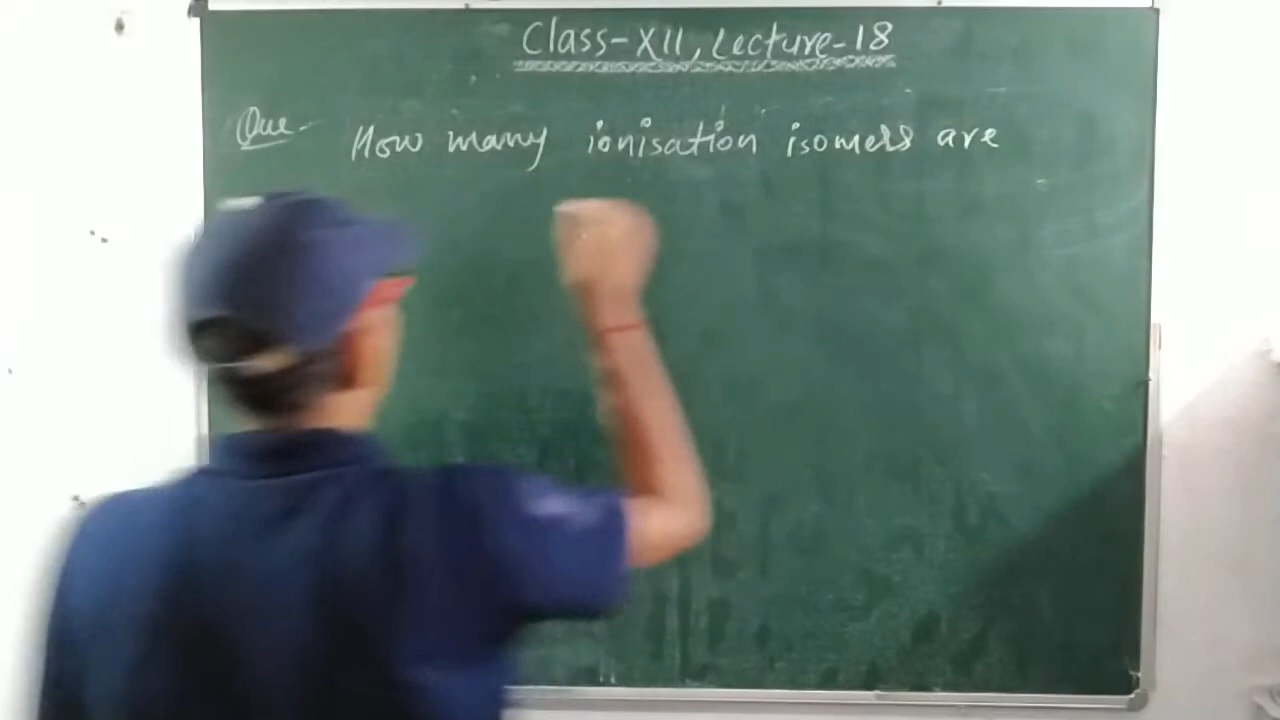 Class-XII, Lecture-18
Que- How many ionisation isomers are